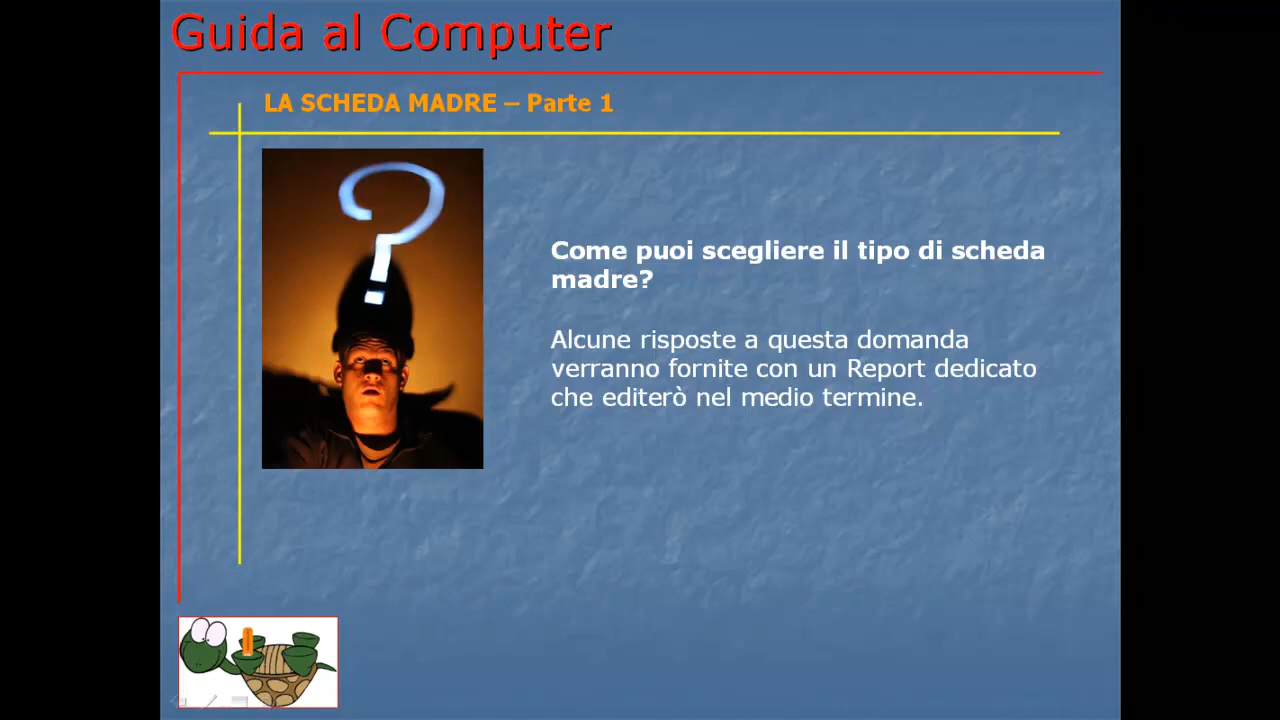 Guida al Computer
LA SCHEDA MADRE – Parte 1
?
Come puoi scegliere il tipo di scheda
madre?
Alcune risposte a questa domanda
verranno fornite con un Report dedicato
che editerò nel medio termine.